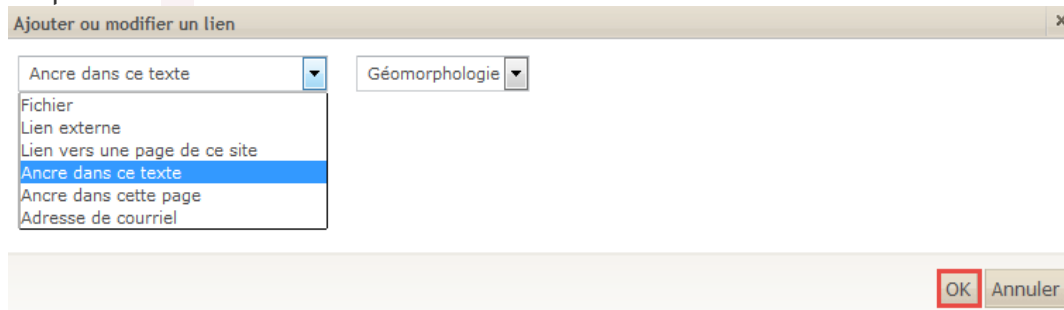 Ajouter ou modifier un lien
Ancre dans ce texte Géomorphologie
Fichier
Lien externe
Lien vers une page de ce site
Ancre dans ce texte
Ancre dans cette page
Adresse de courriel
OK Annuler